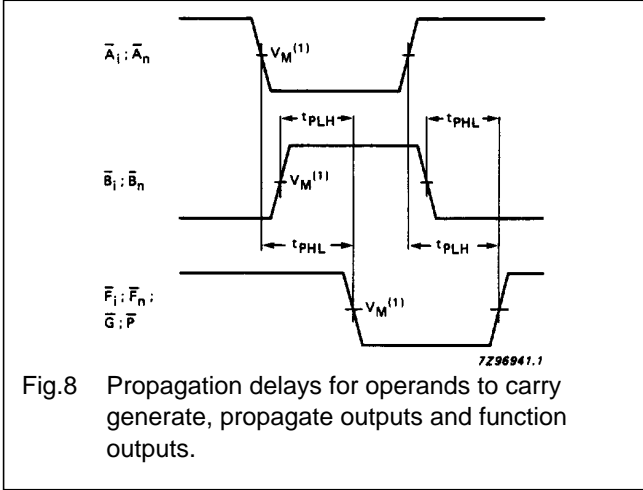 A̅i ; A̅n
VM(1)
tPLH
tPHL
B̅i ; B̅n
VM(1)
tPHL
tPLH
F̅i ; F̅n ;
G̅ ; P̅
VM(1)
7Z96941.1
Fig.8 Propagation delays for operands to carry
generate, propagate outputs and function
outputs.